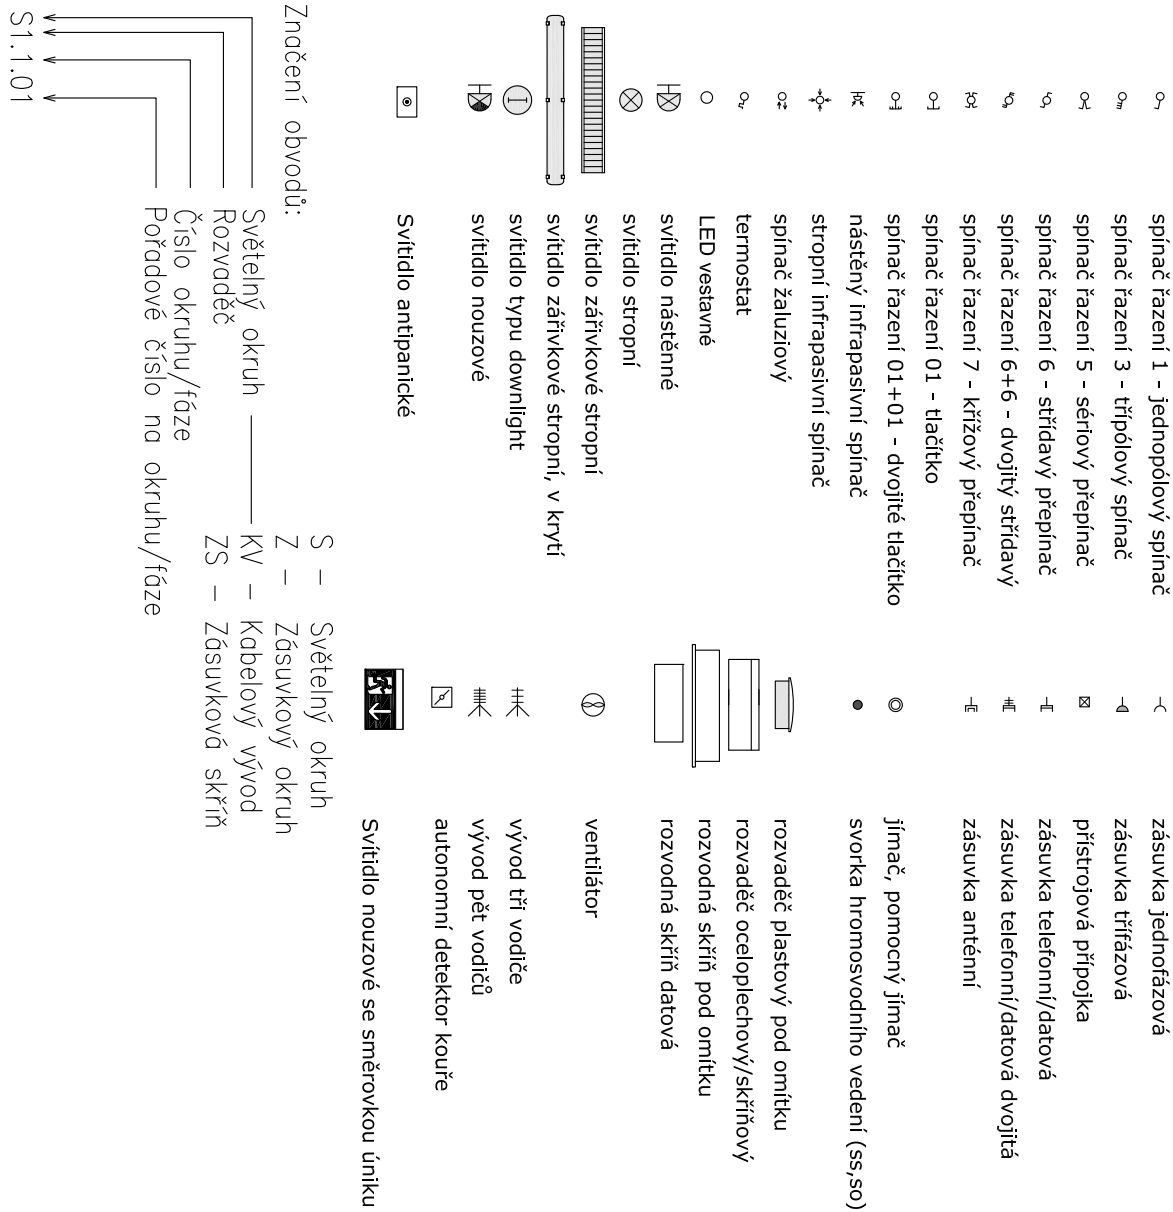 spínač řazení 1 - jednopólový spínač
spínač řazení 3 - třípólový spínač
spínač řazení 5 - sériový přepínač
spínač řazení 6 - střídavý přepínač
spínač řazení 6+6 - dvojitý střídavý
spínač řazení 7 - křížový přepínač
spínač řazení 01 - tlačítko
spínač řazení 01+01 - dvojité tlačítko
nástěný infrapasivní spínač
stropní infrapasivní spínač
spínač žaluziový
termostat
LED vestavné
svítidlo nástěnné
svítidlo stropní
svítidlo zářivkové stropní
svítidlo zářivkové stropní, v krytí
svítidlo typu downlight
svítidlo nouzové
Svítidlo antipanické
zásuvka jednofázová
zásuvka třífázová
přístrojová přípojka
zásuvka telefonní/datová
zásuvka telefonní/datová dvojitá
zásuvka anténní
jímač, pomocný jímač
svorka hromosvodního vedení (ss,so)
rozvaděč plastový pod omítku
rozvaděč oceloplechový/skříňový
rozvodná skříň pod omítku
rozvodná skříň datová
ventilátor
vývod tři vodiče
vývod pět vodičů
autonomní detektor kouře
Svítidlo nouzové se směrovkou úniku
Značení obvodů:
Světelný okruh
Rozvaděč
Číslo okruhu/fáze
Pořadové číslo na okruhu/fáze
S1.1.01
S - Světelný okruh
Z - Zásuvkový okruh
KV - Kabelový vývod
ZS - Zásuvková skříň